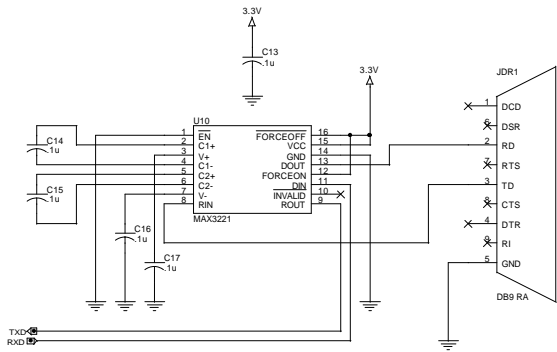 3.3V
C13
.1u
3.3V
JDR1
U10
1 EN FORCEOFF 16
2 C1+ VCC 15
3 V+ GND 14
4 C1- DOUT 13
5 C2+ FORCEON 12
6 C2- DIN 11
7 V- INVALID 10
8 RIN ROUT 9
MAX3221
C14
.1u
C15
.1u
C16
.1u
C17
.1u
1 DCD
6 DSR
2 RD
7 RTS
3 TD
8 CTS
4 DTR
9 RI
5 GND
DB9 RA
TXD
RXD